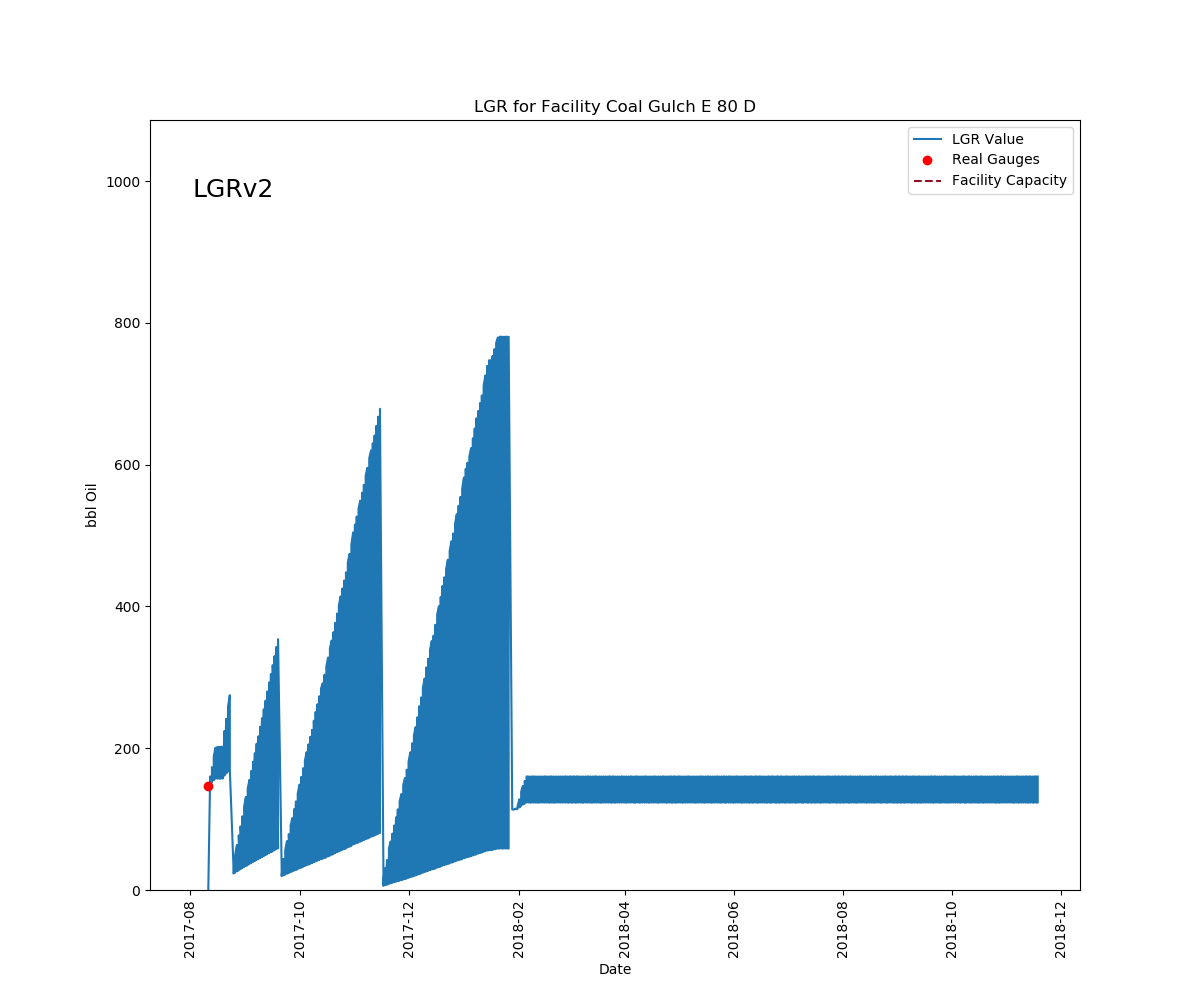 LGR for Facility Coal Gulch E 80 D
LGRv2
LGR Value
Real Gauges
Facility Capacity
bbl Oil
1000
800
600
400
200
0
2017-08
2017-10
2017-12
2018-02
2018-04
2018-06
2018-08
2018-10
2018-12
Date